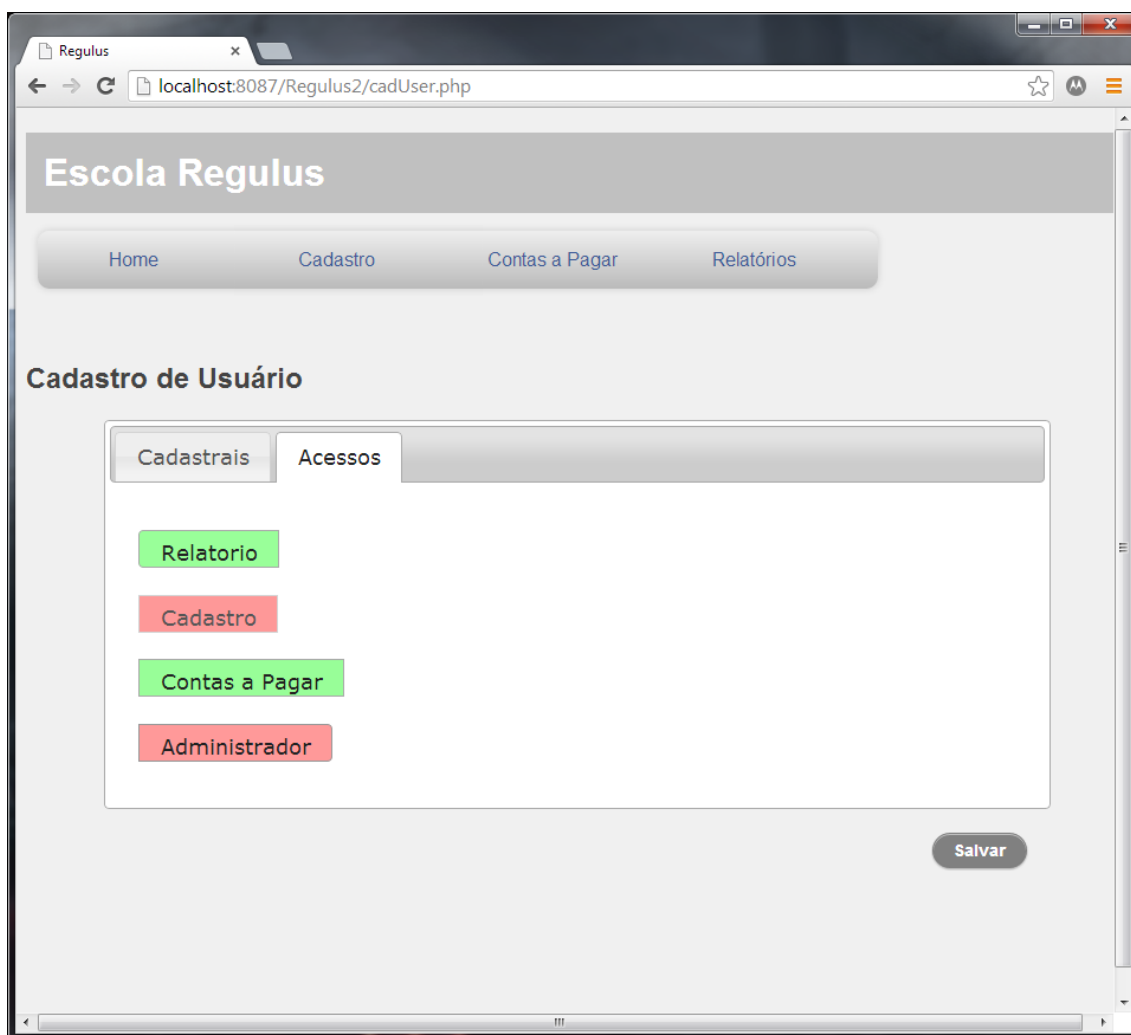 Regulus
localhost:8087/Regulus2/cadUser.php
Escola Regulus
Home Cadastro Contas a Pagar Relatórios
Cadastro de Usuário
Cadastrais Acessos
Relatorio
Cadastro
Contas a Pagar
Administrador
Salvar